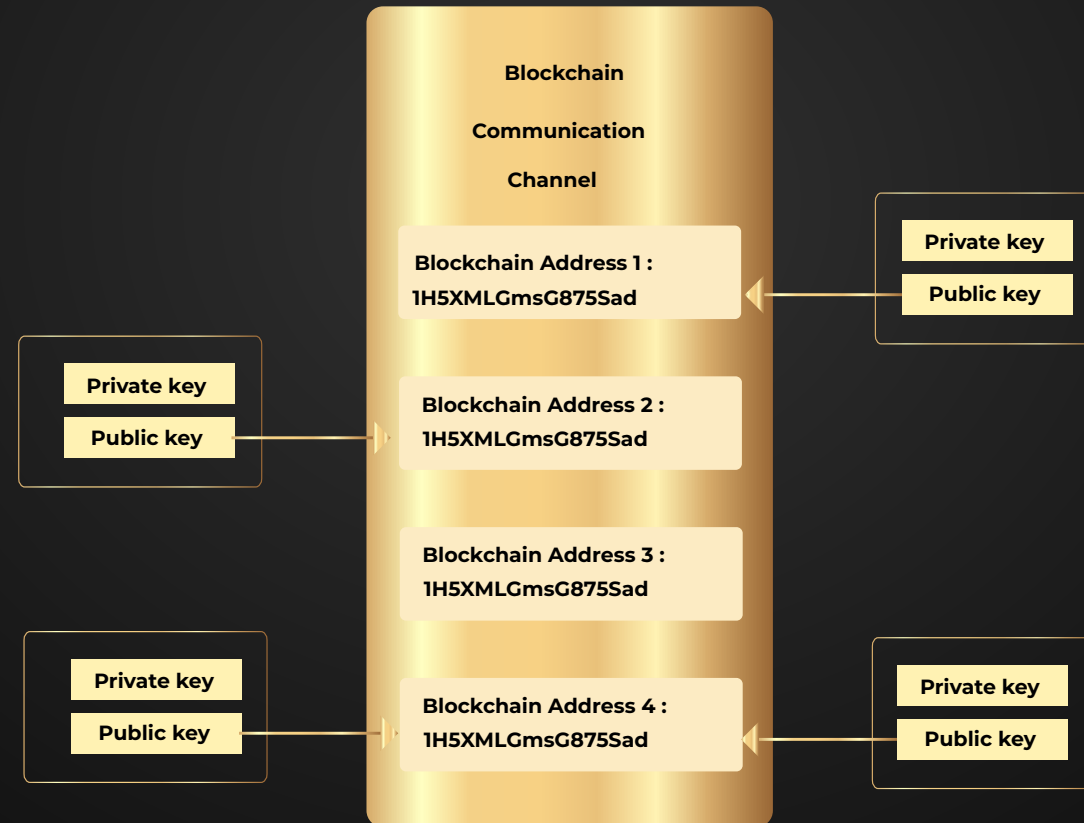 Blockchain
Communication
Channel
Blockchain Address 1 :
1H5XMLGmsG875Sad
Private key
Public key
Private key
Public key
Blockchain Address 2 :
1H5XMLGmsG875Sad
Blockchain Address 3 :
1H5XMLGmsG875Sad
Private key
Public key
Blockchain Address 4 :
1H5XMLGmsG875Sad
Private key
Public key